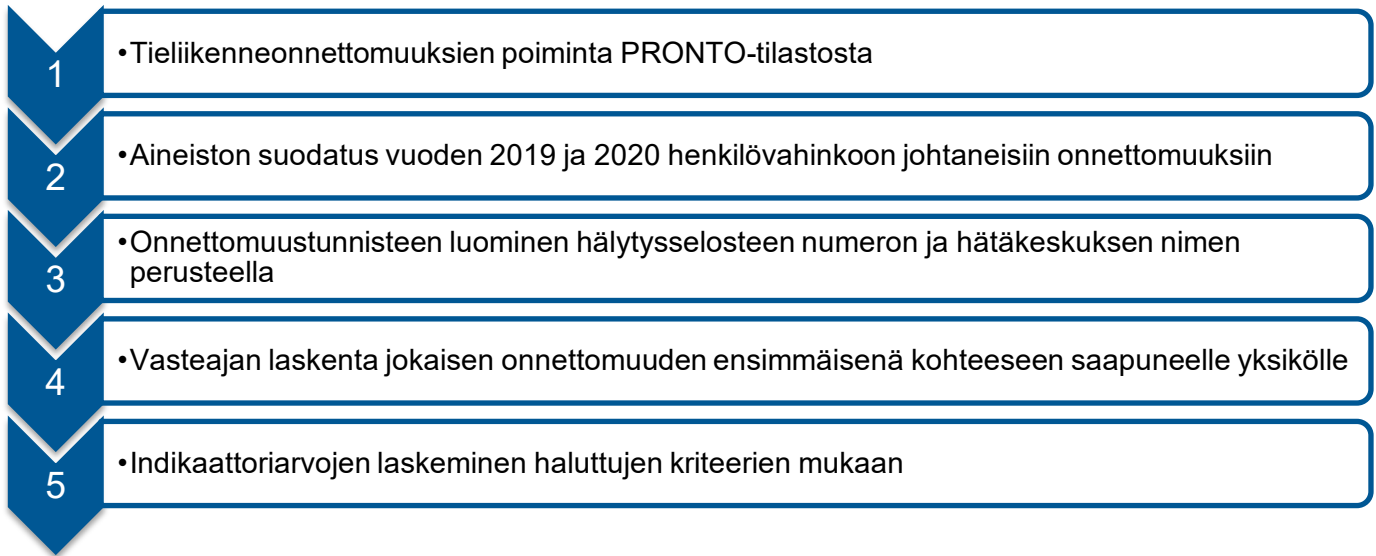 1
•Tieliikenneonnettomuuksien poiminta PRONTO-tilastosta
2
•Aineiston suodatus vuoden 2019 ja 2020 henkilövahinkoon johtaneisiin onnettomuuksiin
3
•Onnettomuustunnisteen luominen hälytysselosteen numeron ja hätäkeskuksen nimen
perusteella
4
•Vasteajan laskenta jokaisen onnettomuuden ensimmäisenä kohteeseen saapuneelle yksikölle
5
•Indikaattoriarvojen laskeminen haluttujen kriteerien mukaan